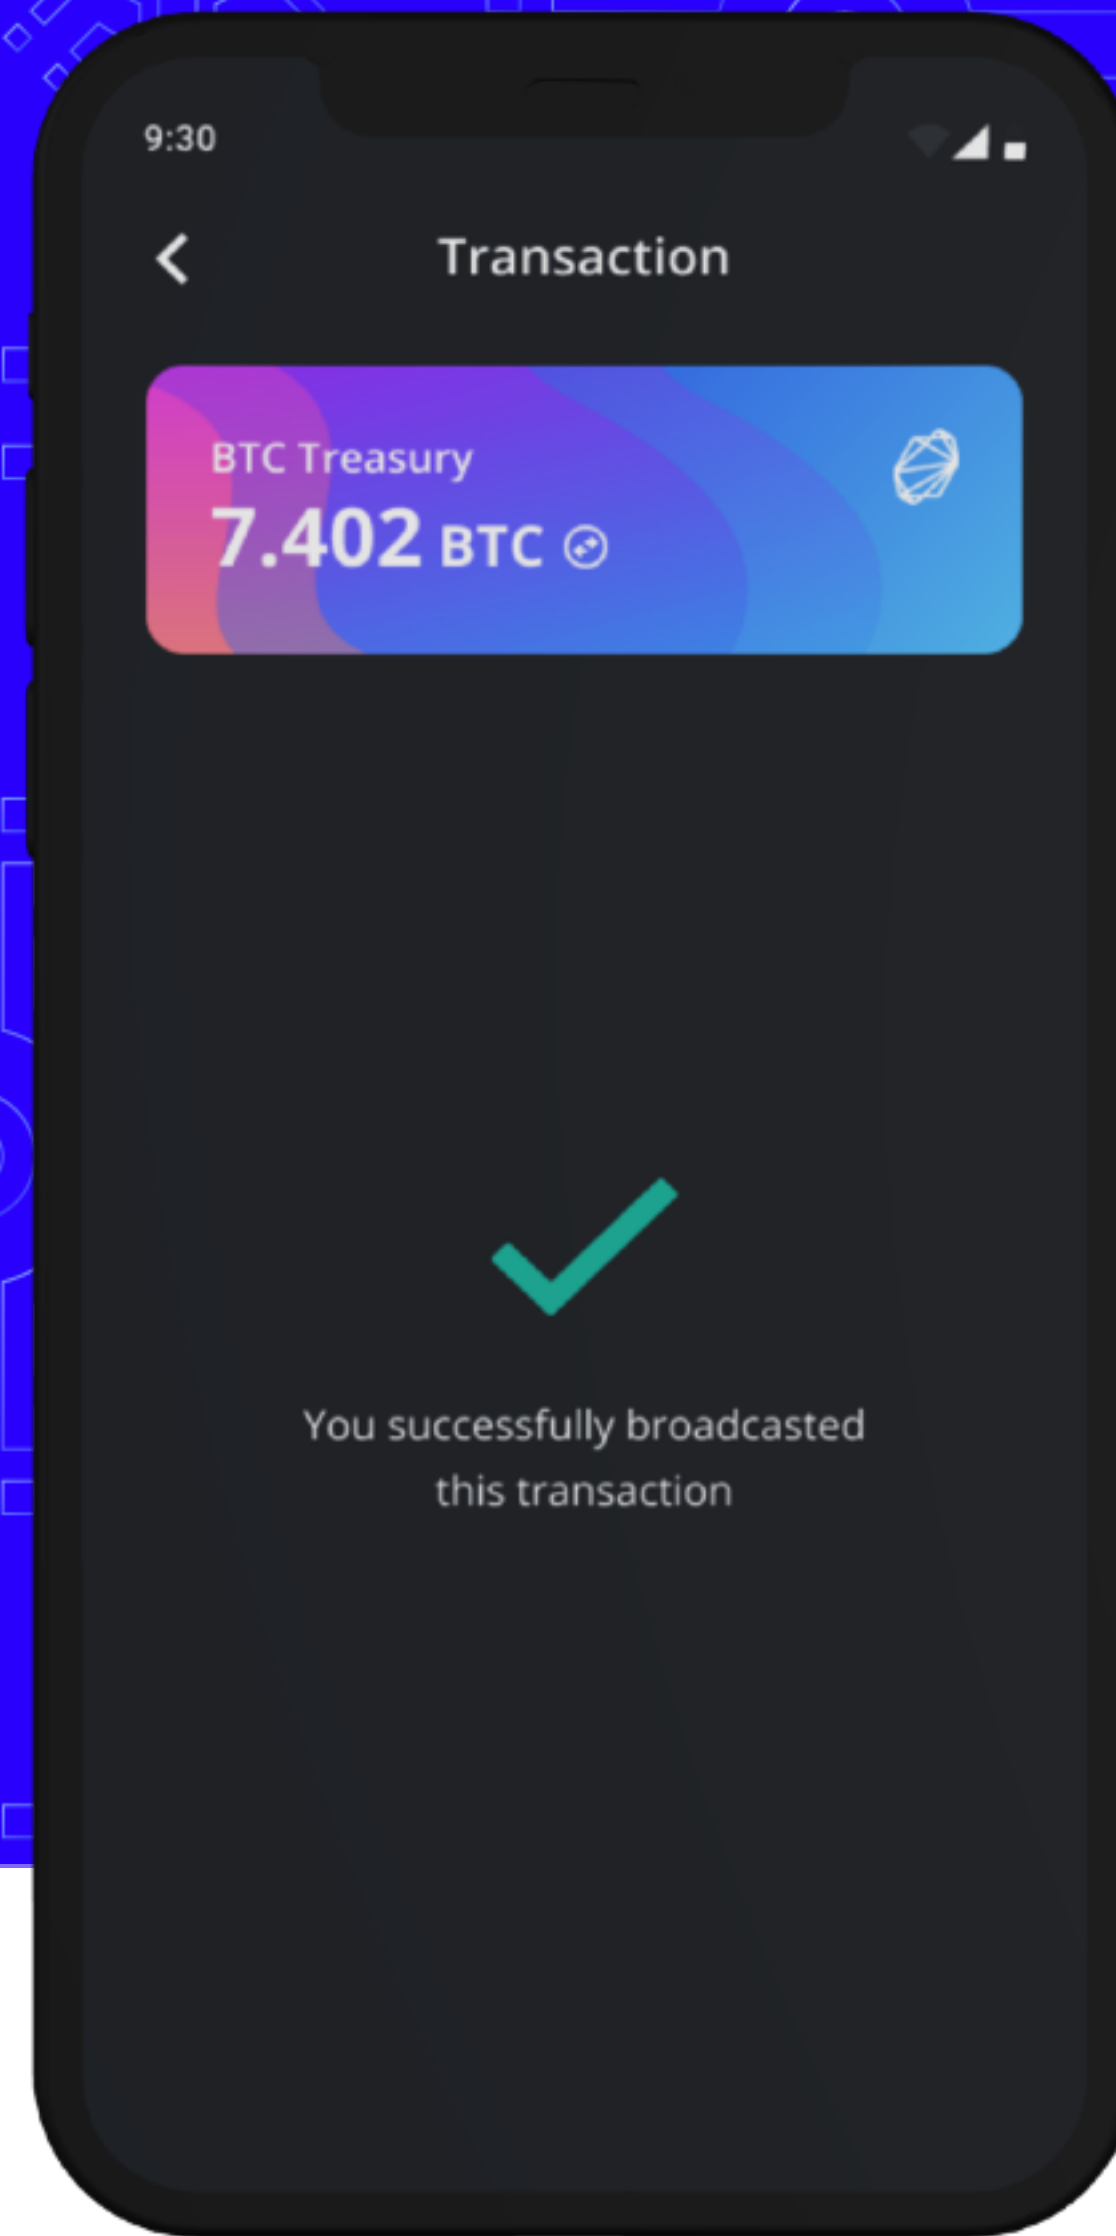 9:30
Transaction
BTC Treasury
7.402 BTC
You successfully broadcasted
this transaction